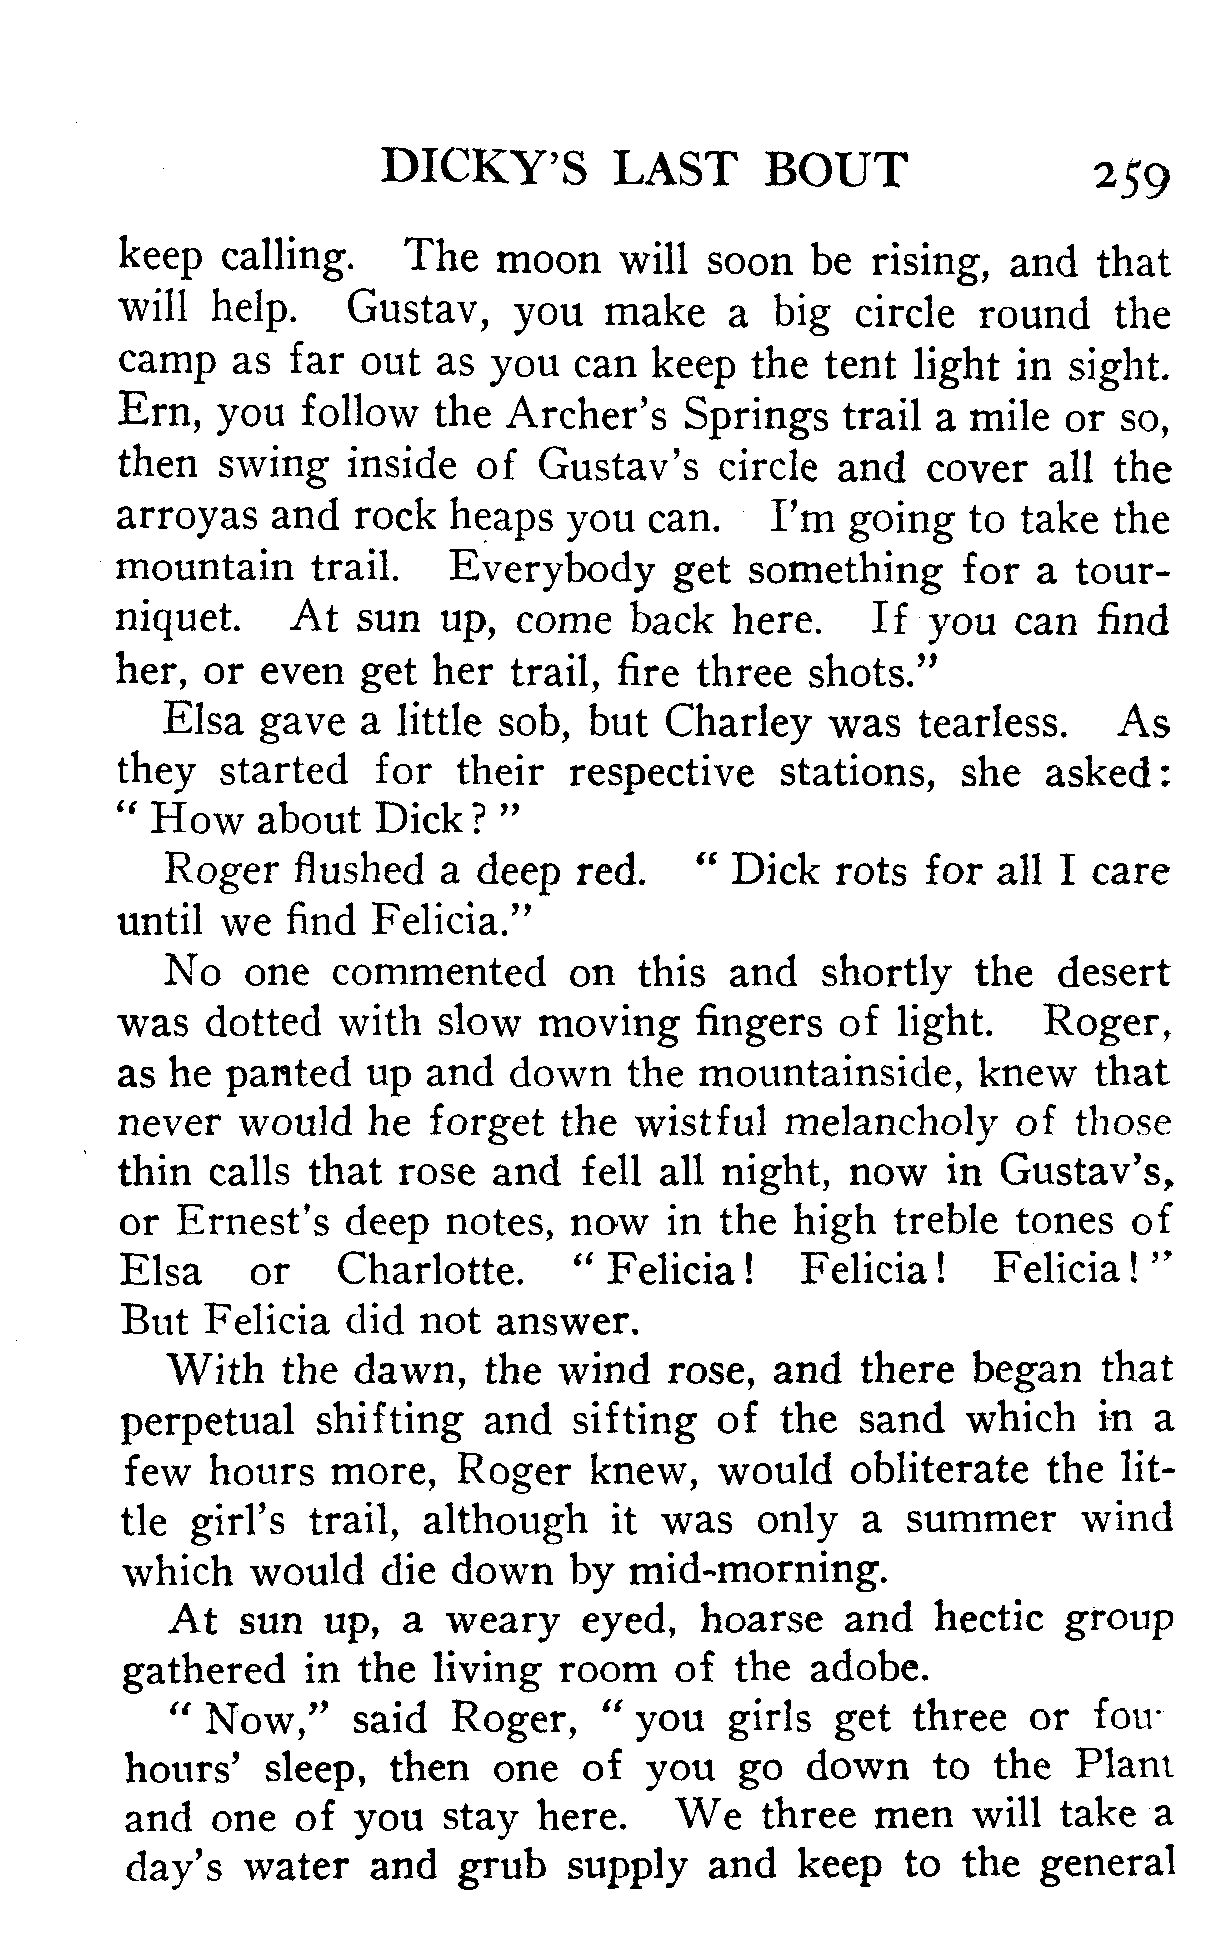 DICKY'S LAST BOUT 259
keep calling. The moon will soon be rising, and that
will help. Gustav, you make a big circle round the
camp as far out as you can keep the tent light in sight.
Ern, you follow the Archer's Springs trail a mile or so,
then swing inside of Gustav's circle and cover all the
arroyas and rock heaps you can. I'm going to take the
mountain trail. Everybody get something for a tour-
niquet. At sun up, come back here. If you can find
her, or even get her trail, fire three shots."
Elsa gave a little sob, but Charley was tearless. As
they started for their respective stations, she asked:
" How about Dick? "
Roger flushed a deep red. " Dick rots for all I care
until we find Felicia."
No one commented on this and shortly the desert
was dotted with slow moving fingers of light. Roger,
as he panted up and down the mountainside, knew that
never would he forget the wistful melancholy of those
thin calls that rose and fell all night, now in Gustav's,
or Ernest's deep notes, now in the high treble tones of
Elsa or Charlotte. " Felicia! Felicia! Felicia! "
But Felicia did not answer.
With the dawn, the wind rose, and there began that
perpetual shifting and sifting of the sand which in a
few hours more, Roger knew, would obliterate the lit-
tle girl's trail, although it was only a summer wind
which would die down by mid-morning.
At sun up, a weary eyed, hoarse and hectic group
gathered in the living room of the adobe.
" Now," said Roger, " you girls get three or four
hours' sleep, then one of you go down to the Plant
and one of you stay here. We three men will take a
day's water and grub supply and keep to the general